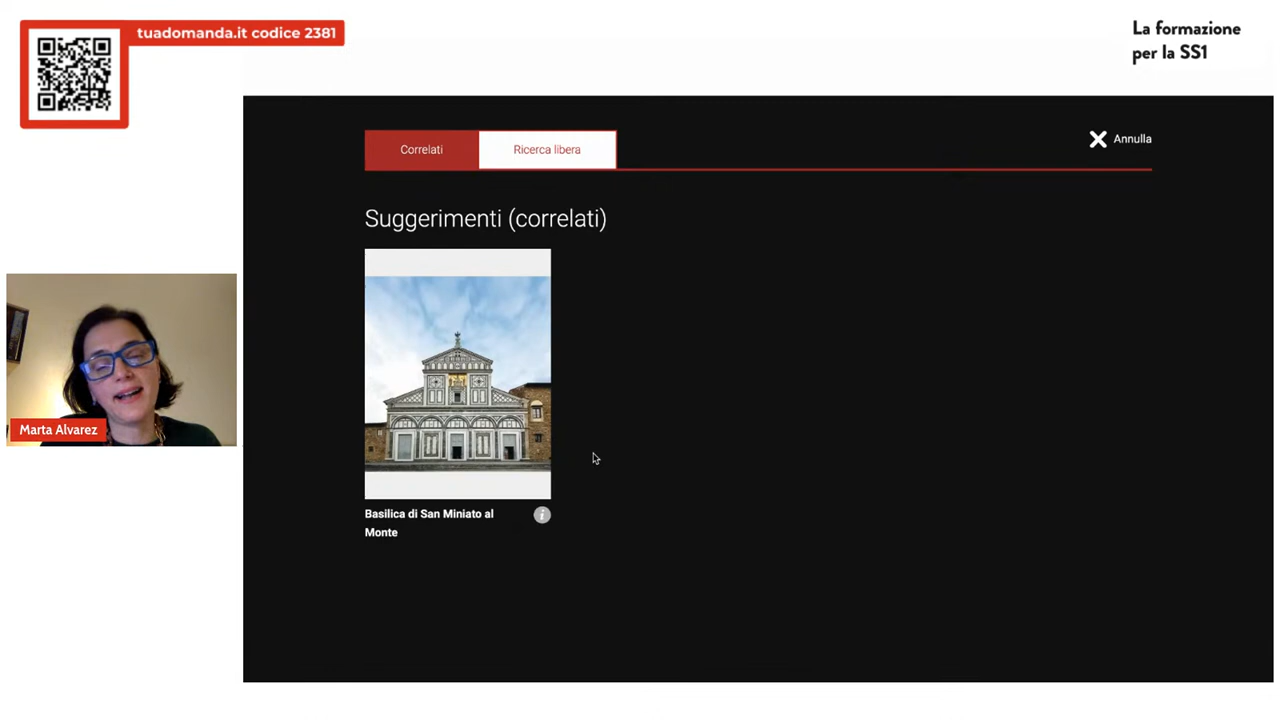 tuadomanda.it codice 2381
La formazione
per la SS1
Correlati
Ricerca libera
Annulla
Suggerimenti (correlati)
Basilica di San Miniato al
Monte
i
Marta Alvarez